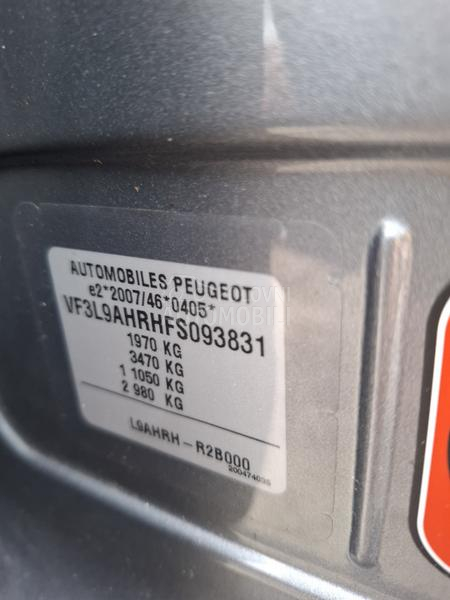 AUTOMOBILES PEUGEOT
e2*2007/46*0405*
VF3L9AHRHFS093831
1970 KG
3470 KG
1 1050 KG
2 980 KG
L9AHRH-R2B000